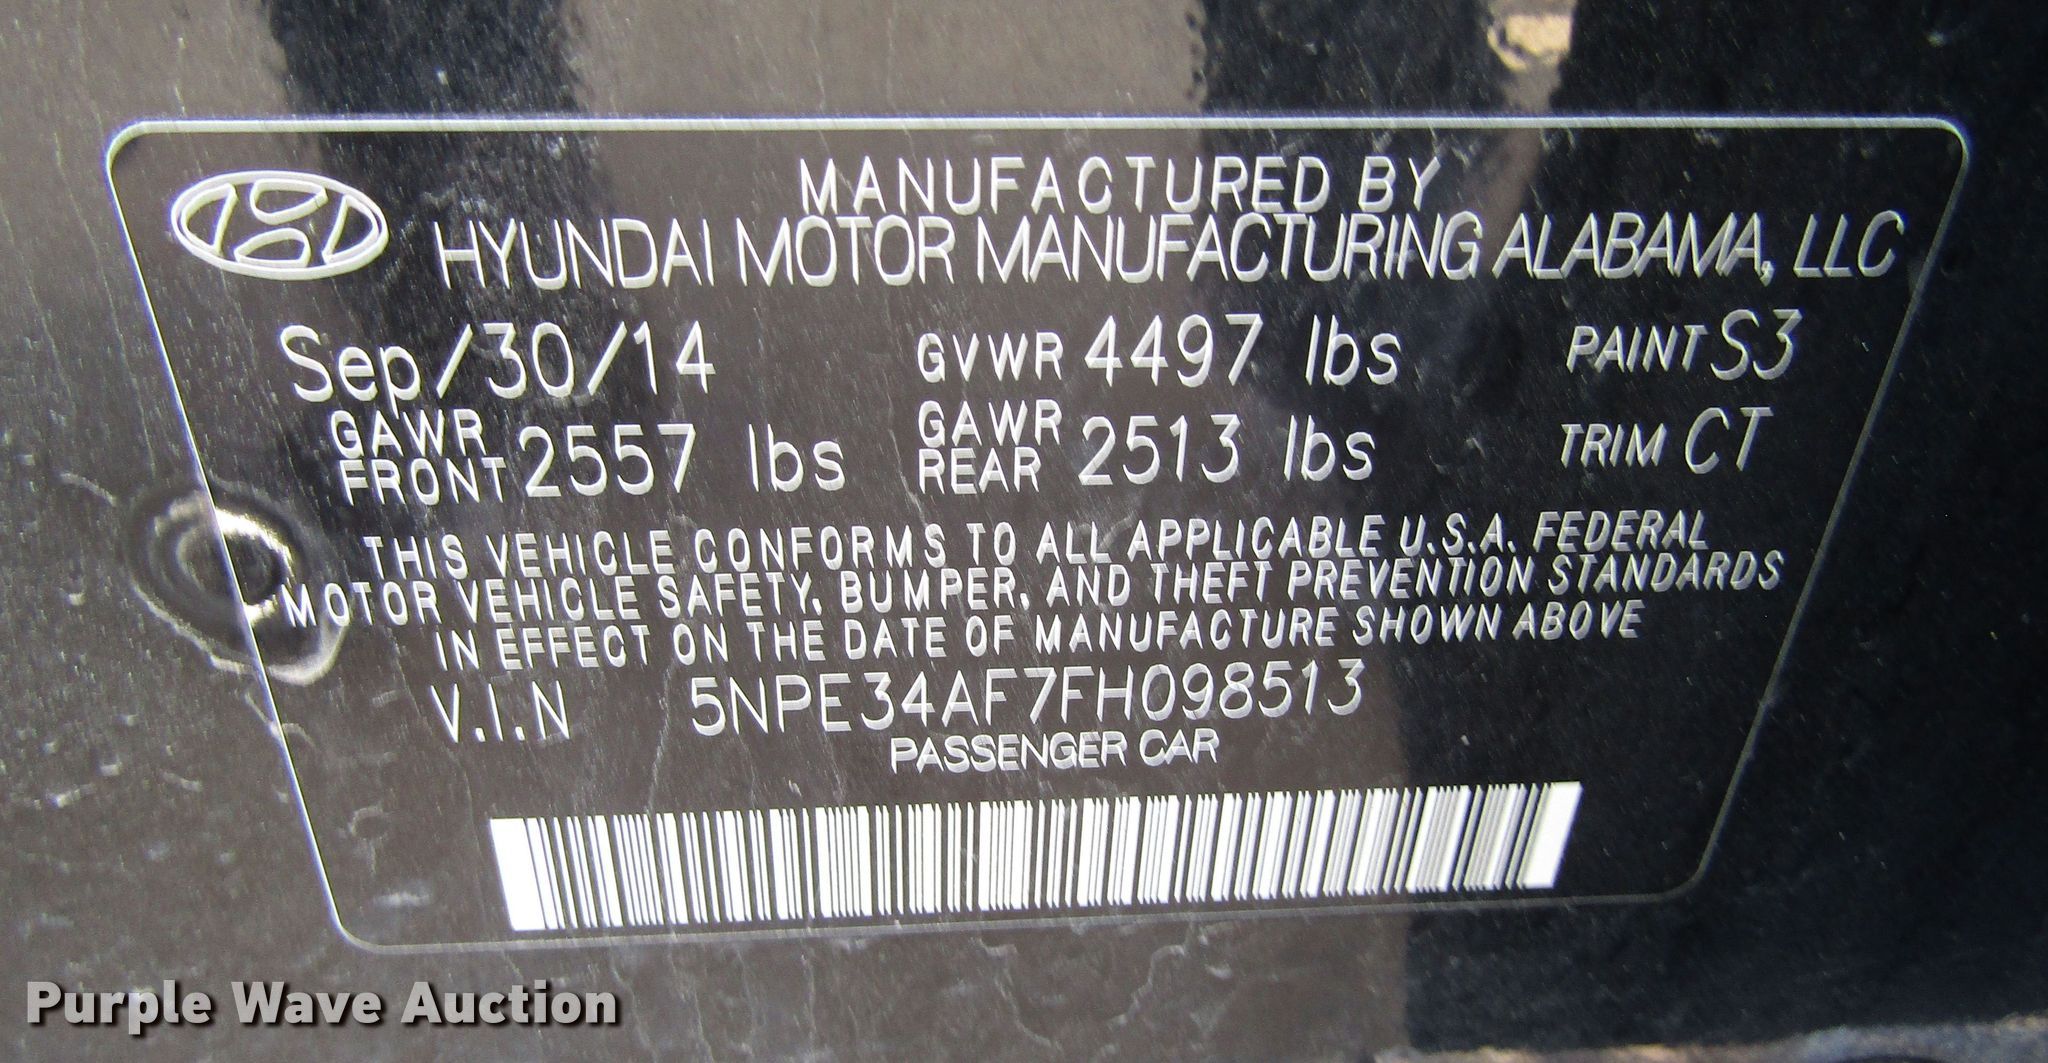 MANUFACTURED BY
HYUNDAI MOTOR MANUFACTURING ALABAMA, LLC
Sep/30/14 GVWR 4497 lbs PAINT S3
GAWR FRONT 2557 lbs GAWR REAR 2513 lbs TRIM CT
THIS VEHICLE CONFORMS TO ALL APPLICABLE U.S.A. FEDERAL
MOTOR VEHICLE SAFETY, BUMPER, AND THEFT PREVENTION STANDARDS
IN EFFECT ON THE DATE OF MANUFACTURE SHOWN ABOVE
V.I.N 5NPE34AF7FH098513
PASSENGER CAR
Purple Wave Auction